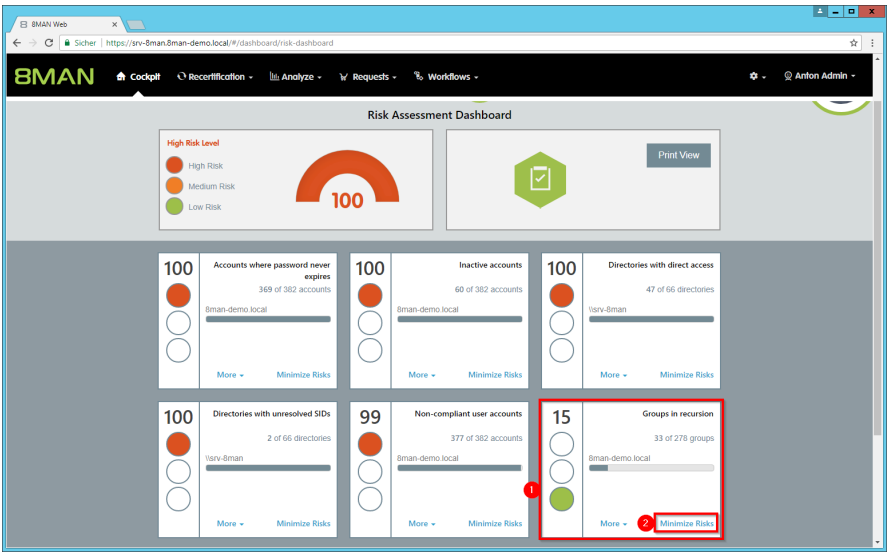 8MAN Web
Sicher | https://srv-8man.8man-demo.local/#/dashboard/risk-dashboard
8MAN Cockpit Recertification Analyze Requests Workflows Anton Admin
Risk Assessment Dashboard
High Risk Level
High Risk
Medium Risk
Low Risk
100
Print View
100
Accounts where password never
expires
369 of 382 accounts
8man-demo.local
More
Minimize Risks
100
Inactive accounts
60 of 382 accounts
8man-demo.local
More
Minimize Risks
100
Directories with direct access
47 of 66 directories
\\srv-8man
More
Minimize Risks
100
Directories with unresolved SIDs
2 of 66 directories
\\srv-8man
More
Minimize Risks
99
Non-compliant user accounts
377 of 382 accounts
8man-demo.local
More
Minimize Risks
1
15
Groups in recursion
33 of 278 groups
8man-demo.local
More
2
Minimize Risks